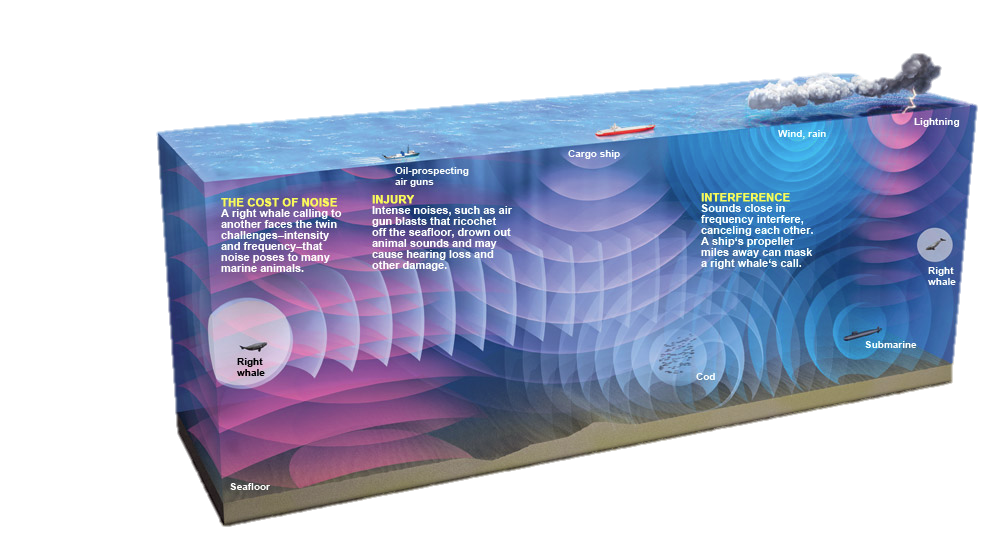 Lightning
Wind, rain
Cargo ship
Oil-prospecting
air guns
THE COST OF NOISE
A right whale calling to
another faces the twin
challenges–intensity
and frequency–that
noise poses to many
marine animals.
INJURY
Intense noises, such as air
gun blasts that ricochet
off the seafloor, drown out
animal sounds and may
cause hearing loss and
other damage.
INTERFERENCE
Sounds close in
frequency interfere,
canceling each other.
A ship‘s propeller
miles away can mask
a right whale‘s call.
Right
whale
Submarine
Right
whale
Cod
Seafloor